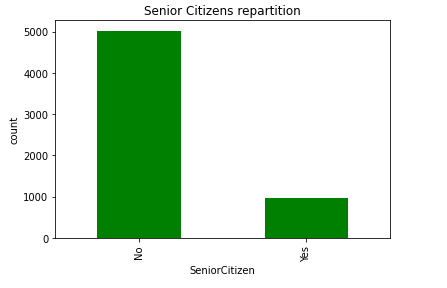 Senior Citizens repartition
5000
4000
3000
2000
1000
0
count
No
Yes
SeniorCitizen